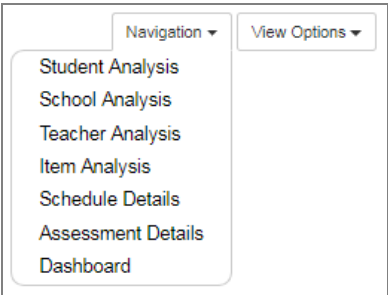 Navigation View Options
Student Analysis
School Analysis
Teacher Analysis
Item Analysis
Schedule Details
Assessment Details
Dashboard